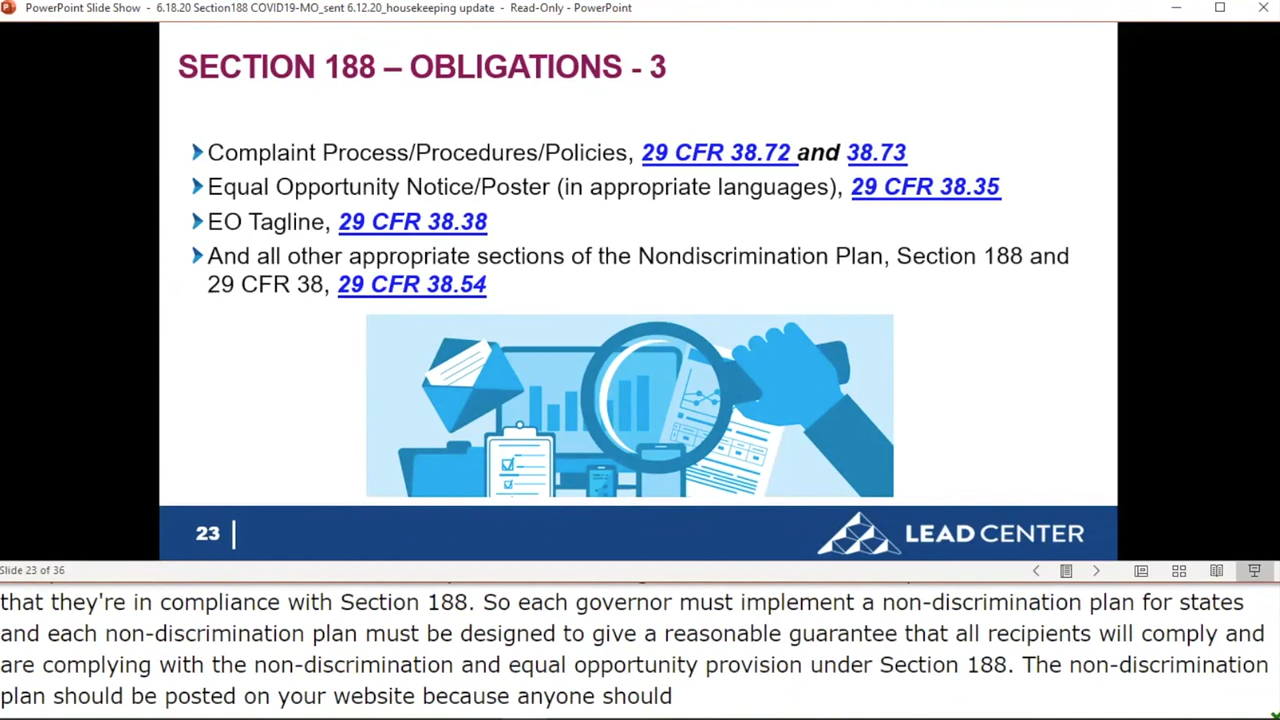 PowerPoint Slide Show - 6.18.20 Section188 COVID19-MO_sent 6.12.20_housekeeping update - Read-Only - PowerPoint
SECTION 188 – OBLIGATIONS - 3
Complaint Process/Procedures/Policies, 29 CFR 38.72 and 38.73
Equal Opportunity Notice/Poster (in appropriate languages), 29 CFR 38.35
EO Tagline, 29 CFR 38.38
And all other appropriate sections of the Nondiscrimination Plan, Section 188 and
29 CFR 38, 29 CFR 38.54
23
LEAD CENTER
Slide 23 of 36
that they're in compliance with Section 188. So each governor must implement a non-discrimination plan for states
and each non-discrimination plan must be designed to give a reasonable guarantee that all recipients will comply and
are complying with the non-discrimination and equal opportunity provision under Section 188. The non-discrimination
plan should be posted on your website because anyone should